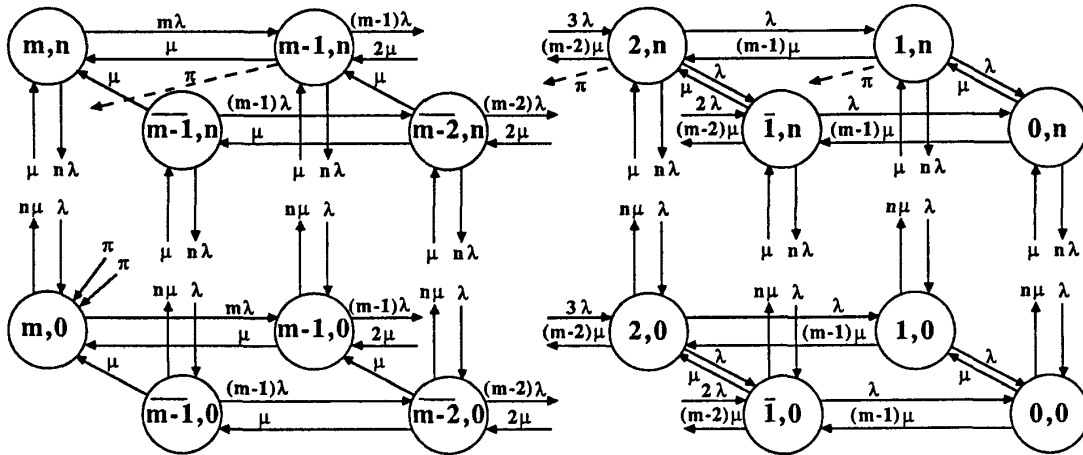 mλ (m-1)λ 3λ λ
m,n μ m-1,n 2μ (m-2)μ 2,n (m-1)μ 1,n
μ π μ π λ μ π λ μ
(m-1)λ (m-2)λ 2λ λ
m-1,n μ m-2,n 2μ (m-2)μ 1,n (m-1)μ 0,n
μ nλ μ nλ μ nλ μ nλ
nμ λ nμ λ nμ λ nμ λ
μ nλ μ nλ μ nλ μ nλ
π π
nμ λ nμ λ nμ λ nμ λ
mλ (m-1)λ 3λ λ
m,0 μ m-1,0 2μ (m-2)μ 2,0 (m-1)μ 1,0
μ μ λ μ λ μ
(m-1)λ (m-2)λ 2λ λ
m-1,0 μ m-2,0 2μ (m-2)μ 1,0 (m-1)μ 0,0